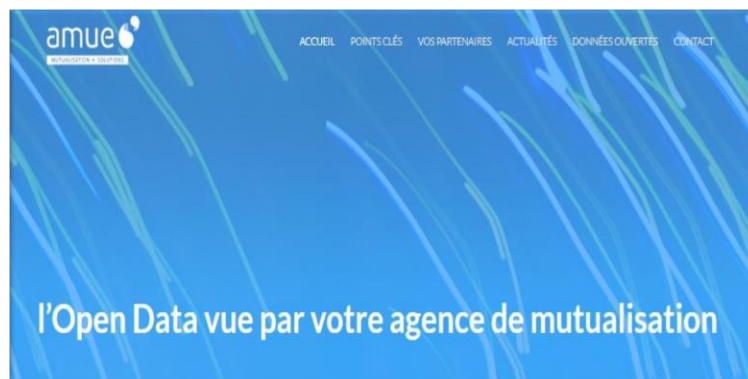 amue
MUTUALISATION + SOLUTIONS
ACCUEIL POINTS CLÉS VOS PARTENAIRES ACTUALITÉS DONNÉES OUVERTES CONTACT
l'Open Data vue par votre agence de mutualisation